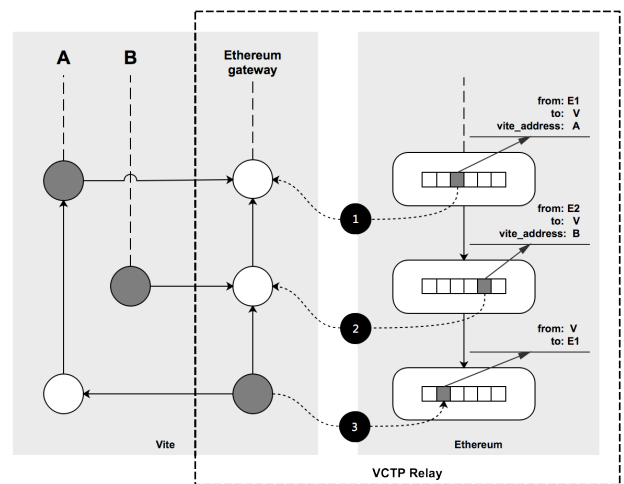 A
B
Ethereum
gateway
from: E1
to: V
vite_address: A
1
from: E2
to: V
vite_address: B
2
from: V
to: E1
3
Vite
Ethereum
VCTP Relay